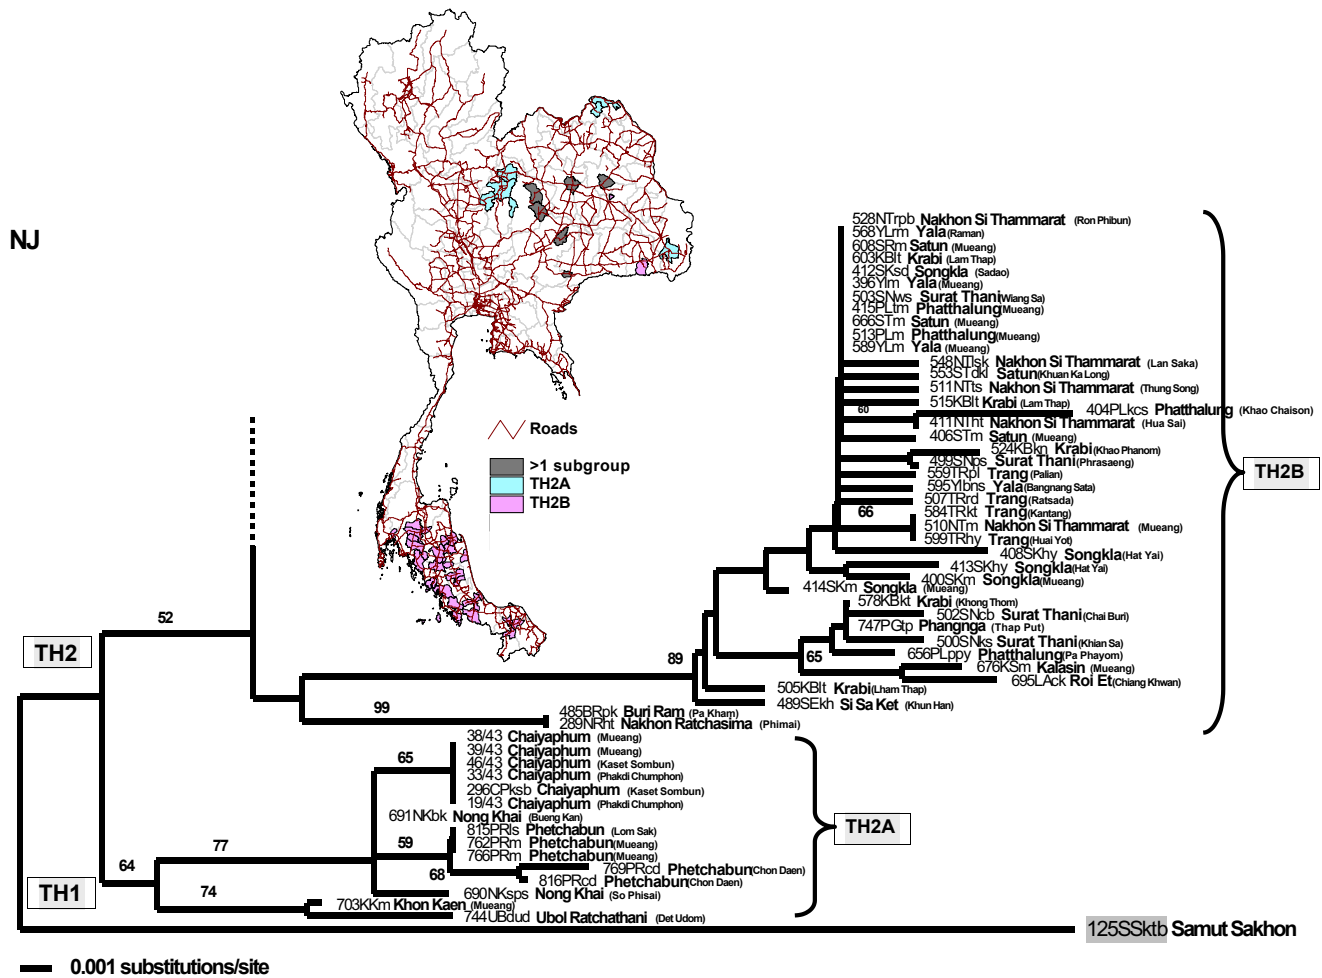 NJ
Roads
>1 subgroup
TH2A
TH2B
528NTrpb Nakhon Si Thammarat (Ron Phibun)
568YLrm Yala (Raman)
608SRm Satun (Mueang)
603KBlt Krabi (Lam Thap)
412SKsd Songkla (Sadao)
396Ylm Yala (Mueang)
503SNws Surat Thani (Wiang Sa)
415PLtm Phatthalung (Mueang)
666STm Satun (Mueang)
513PLm Phatthalung (Mueang)
589YLm Yala (Mueang)
548NTlsk Nakhon Si Thammarat (Lan Saka)
553STdkl Satun (Khuan Ka Long)
511NTts Nakhon Si Thammarat (Thung Song)
515KBlt Krabi (Lam Thap)
60
404PLkcs Phatthalung (Khao Chaison)
411NTht Nakhon Si Thammarat (Hua Sai)
406STm Satun (Mueang)
524KBkn Krabi (Khao Phanom)
499SNps Surat Thani (Phrasaeng)
559TRpl Trang (Palian)
595Ylbns Yala (Bangnang Sata)
507TRrd Trang (Ratsada)
66
584TRkt Trang (Kantang)
510NTm Nakhon Si Thammarat (Mueang)
599TRhy Trang (Huai Yot)
408SKhy Songkla (Hat Yai)
413SKhy Songkla (Hat Yai)
400SKm Songkla (Mueang)
414SKm Songkla (Mueang)
578KBkt Krabi (Khong Thom)
502SNcb Surat Thani (Chai Buri)
747PGtp Phangnga (Thap Put)
500SNks Surat Thani (Khian Sa)
65
656PLppy Phatthalung (Pa Phayom)
676KSm Kalasin (Mueang)
695LAck Roi Et (Chiang Khwan)
89
505KBlt Krabi (Lham Thap)
489SEkh Si Sa Ket (Khun Han)
TH2B
52
TH2
99
485BRpk Buri Ram (Pa Kham)
289NRht Nakhon Ratchasima (Phimai)
38/43 Chaiyaphum (Mueang)
39/43 Chaiyaphum (Mueang)
65
46/43 Chaiyaphum (Kaset Sombun)
33/43 Chaiyaphum (Phakdi Chumphon)
296CPksb Chaiyaphum (Kaset Sombun)
19/43 Chaiyaphum (Phakdi Chumphon)
691NKbk Nong Khai (Bueng Kan)
815PRls Phetchabun (Lom Sak)
59
762PRm Phetchabun (Mueang)
766PRm Phetchabun (Mueang)
68
769PRcd Phetchabun (Chon Daen)
816PRcd Phetchabun (Chon Daen)
690NKsps Nong Khai (So Phisai)
703KKm Khon Kaen (Mueang)
744UBdud Ubol Ratchathani (Det Udom)
TH2A
77
64
74
TH1
125SSktb Samut Sakhon
0.001 substitutions/site